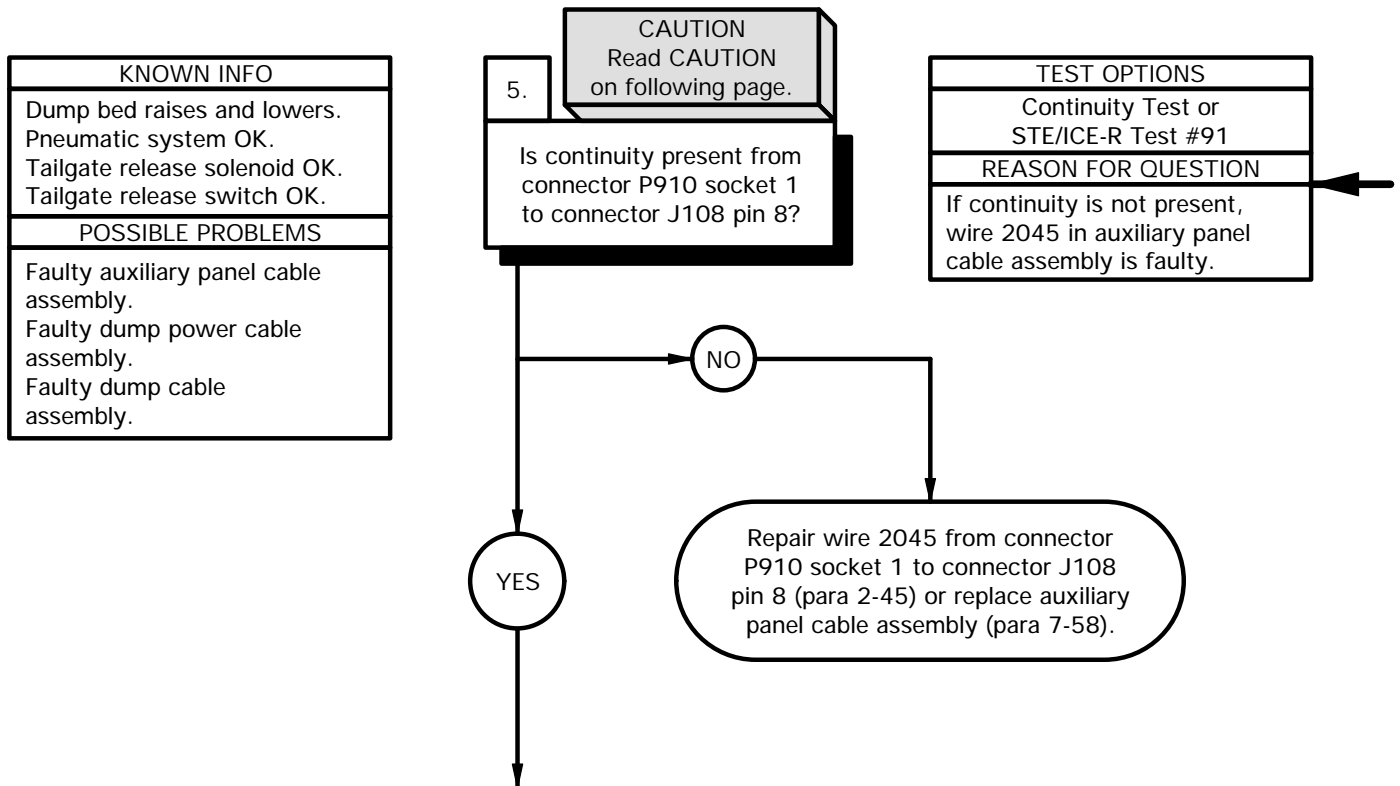 KNOWN INFO
Dump bed raises and lowers.
Pneumatic system OK.
Tailgate release solenoid OK.
Tailgate release switch OK.
POSSIBLE PROBLEMS
Faulty auxiliary panel cable
assembly.
Faulty dump power cable
assembly.
Faulty dump cable
assembly.
CAUTION
Read CAUTION
on following page.
5.
Is continuity present from
connector P910 socket 1
to connector J108 pin 8?
TEST OPTIONS
Continuity Test or
STE/ICE-R Test #91
REASON FOR QUESTION
If continuity is not present,
wire 2045 in auxiliary panel
cable assembly is faulty.
NO
YES
Repair wire 2045 from connector
P910 socket 1 to connector J108
pin 8 (para 2-45) or replace auxiliary
panel cable assembly (para 7-58).